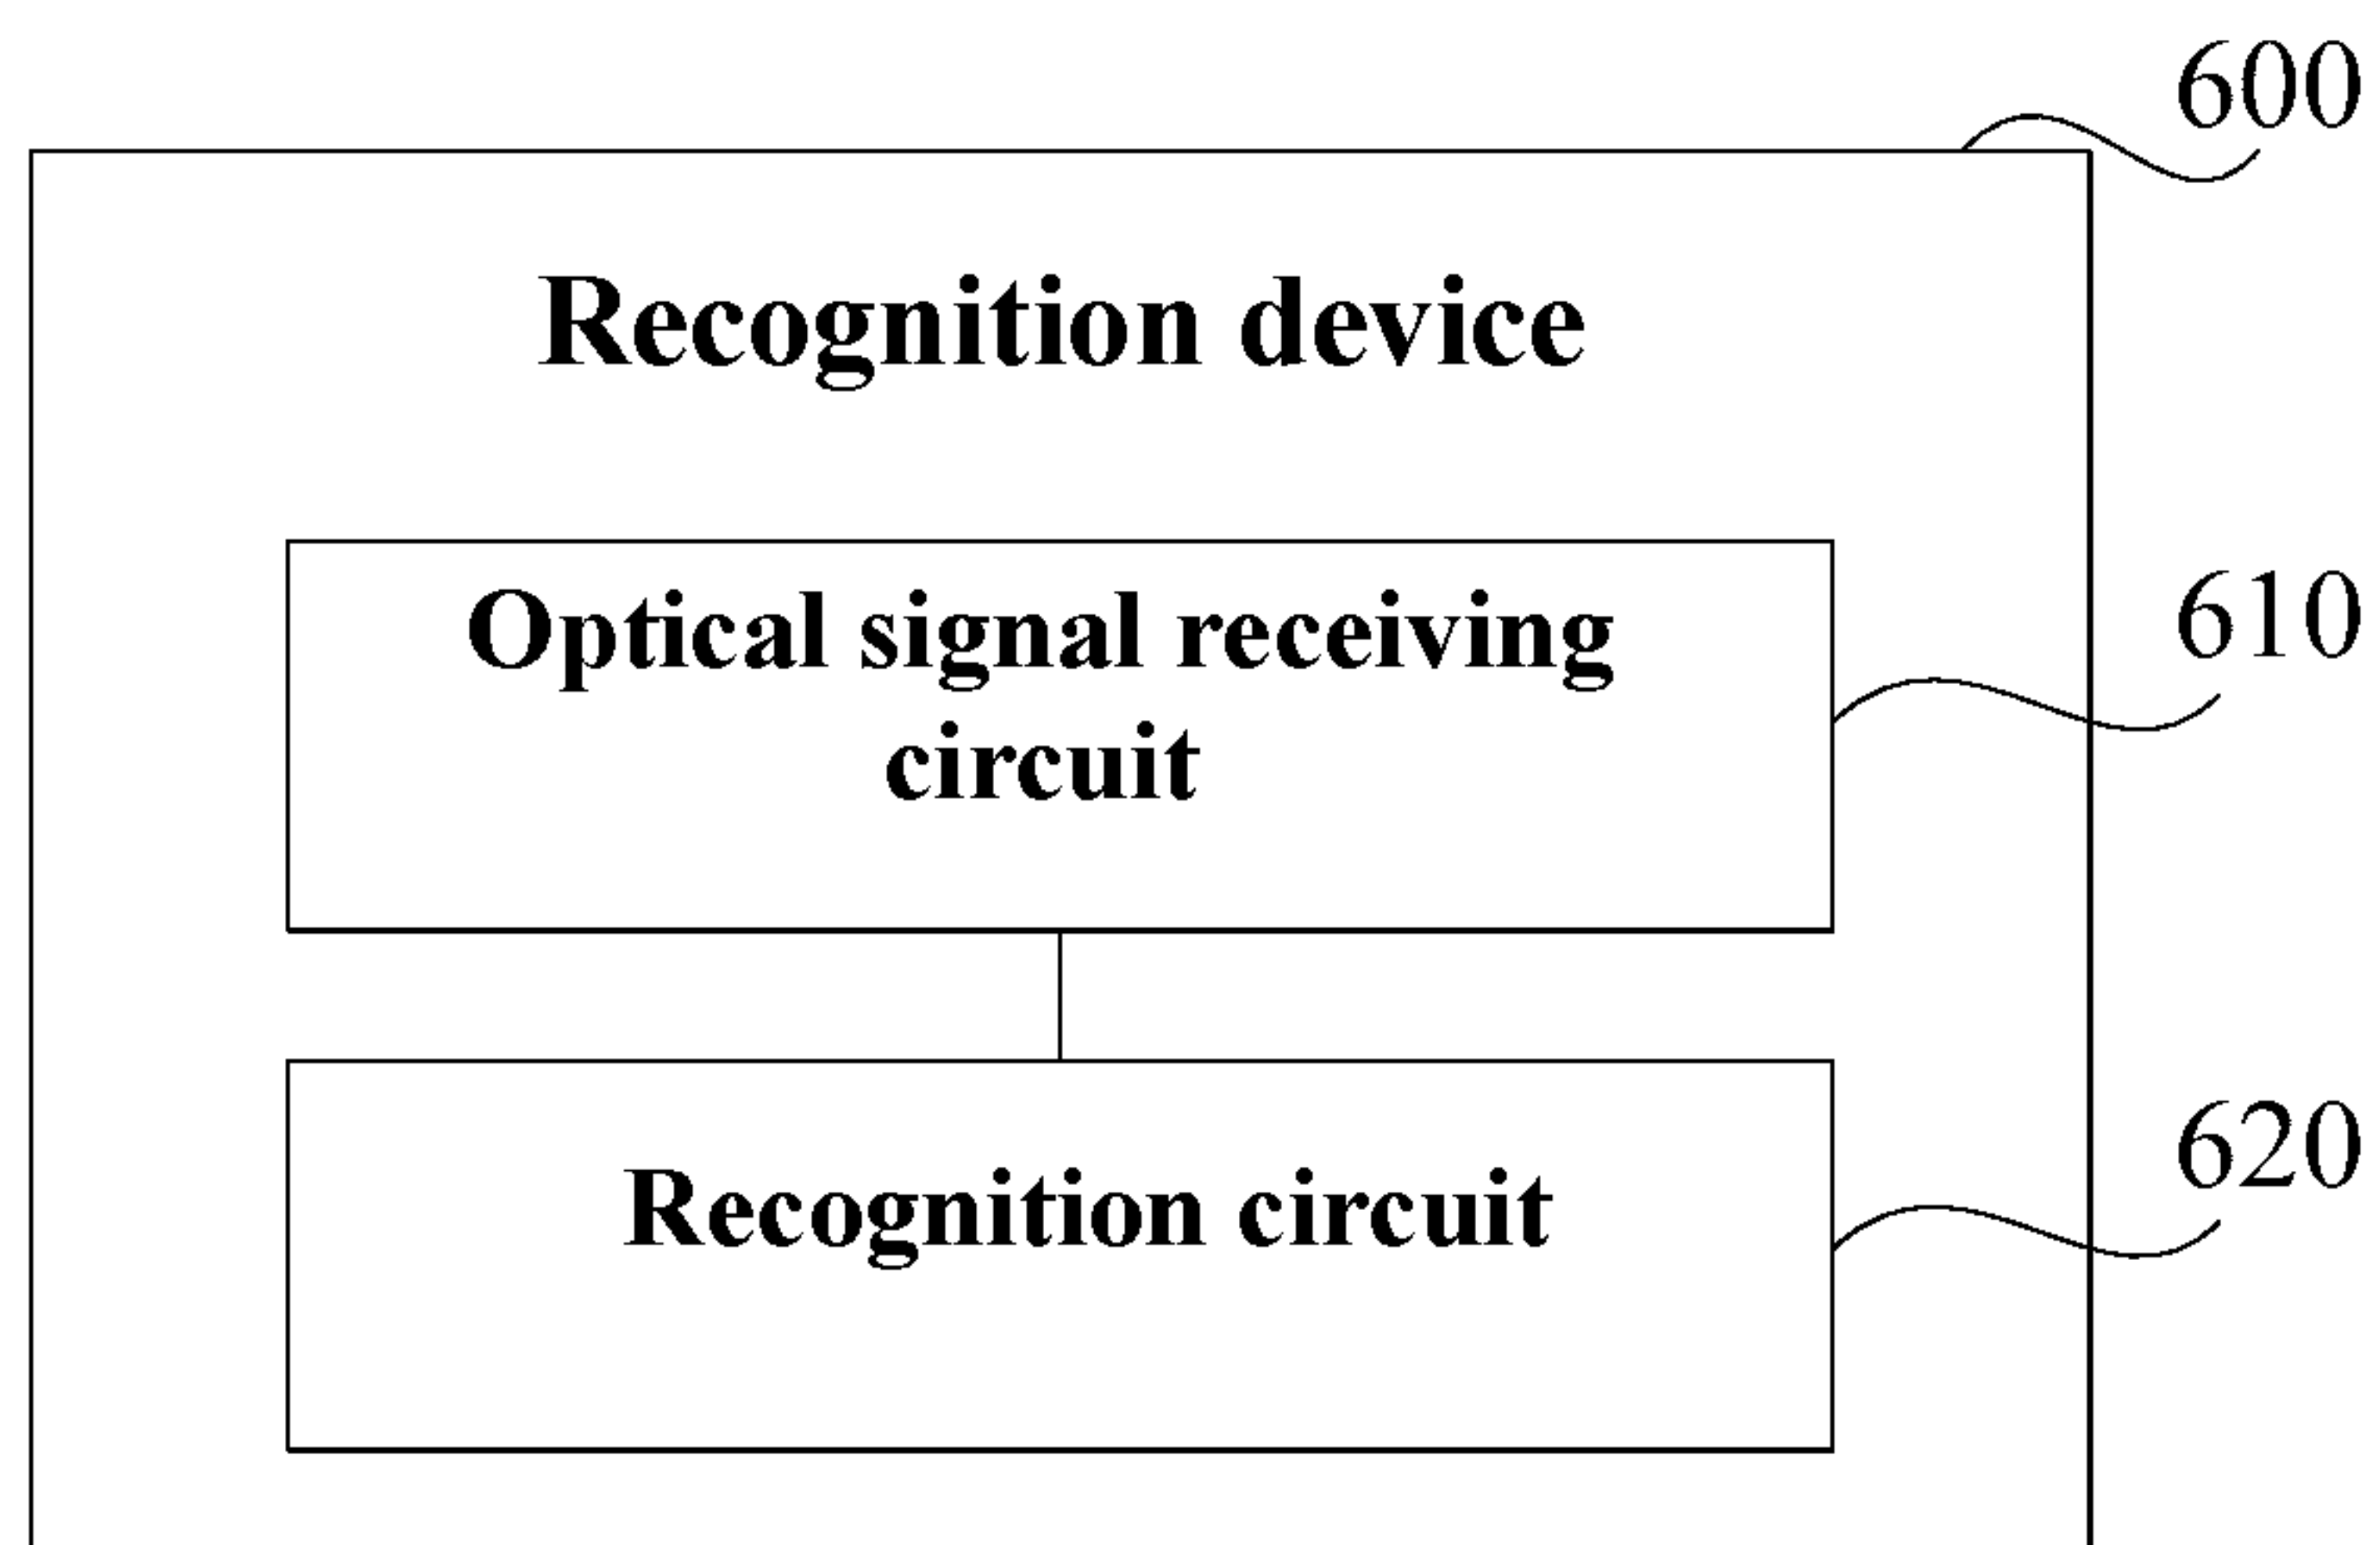 600
Recognition device
610
Optical signal receiving
circuit
620
Recognition circuit